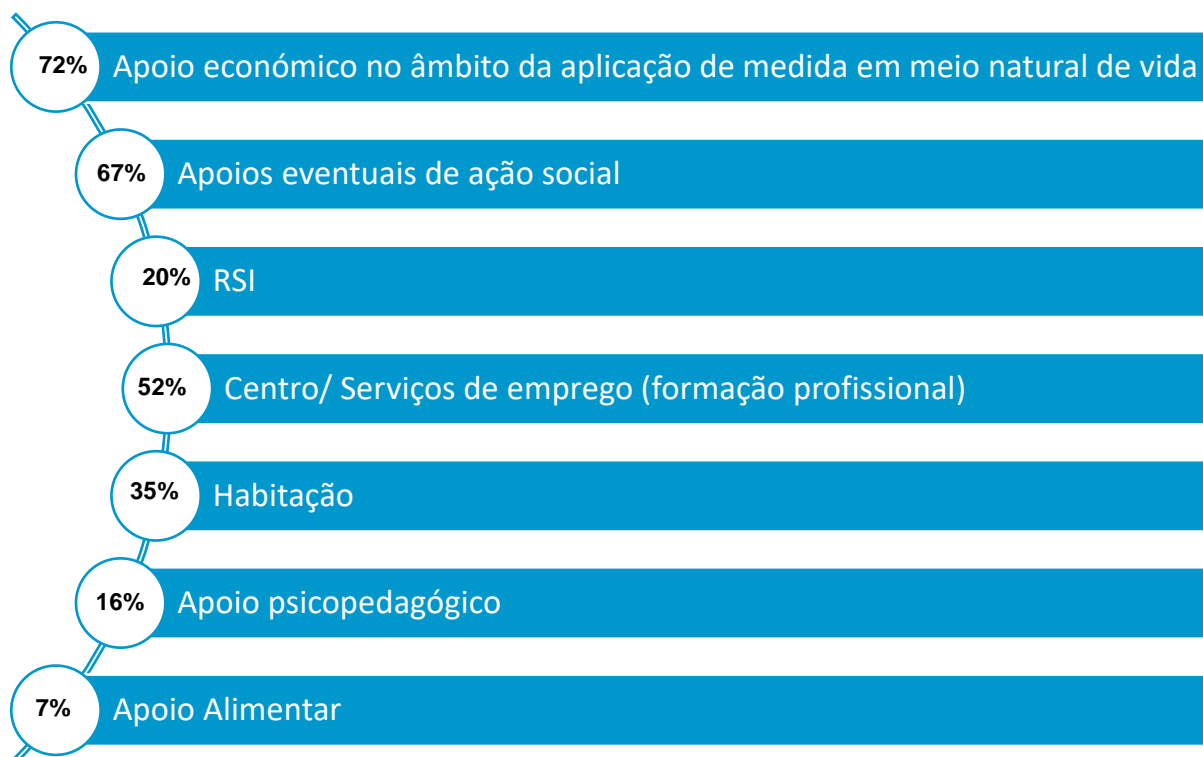 72% Apoio económico no âmbito da aplicação de medida em meio natural de vida
67% Apoios eventuais de ação social
20% RSI
52% Centro/ Serviços de emprego (formação profissional)
35% Habitação
16% Apoio psicopedagógico
7% Apoio Alimentar